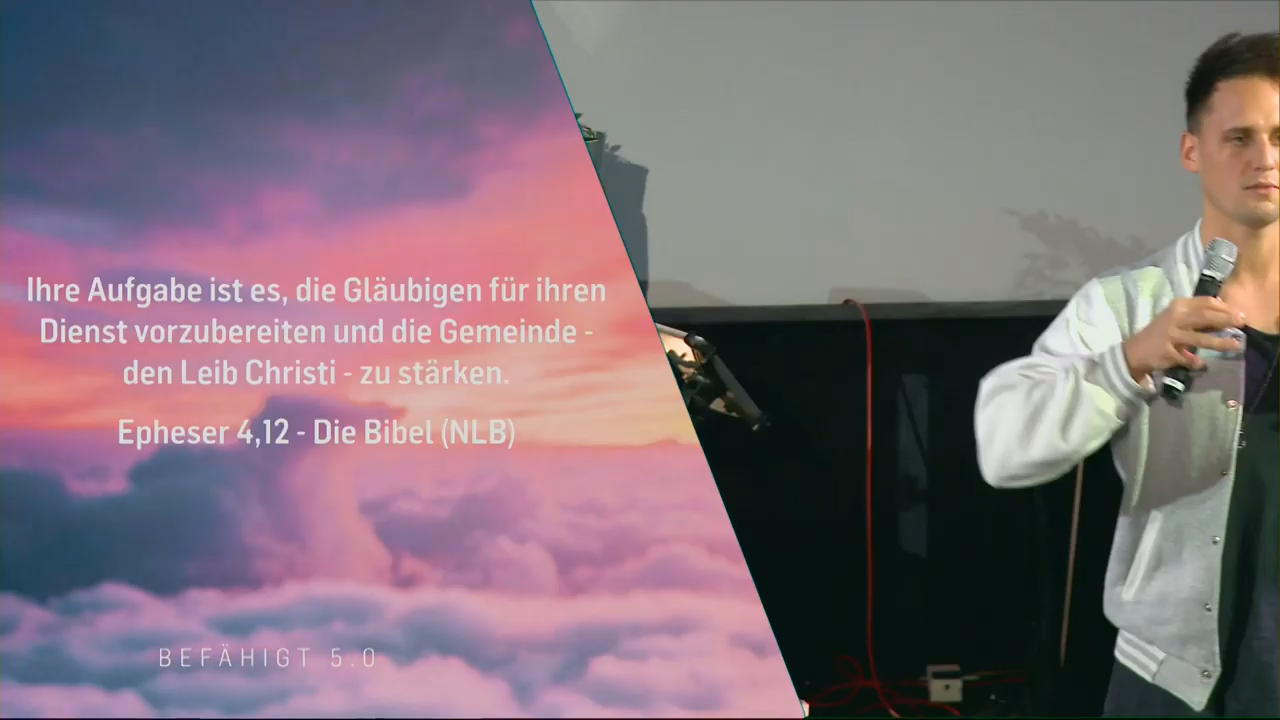 Ihre Aufgabe ist es, die Gläubigen für ihren
Dienst vorzubereiten und die Gemeinde -
den Leib Christi - zu stärken.
Epheser 4,12 - Die Bibel (NLB)
BEFÄHIGT 5.0